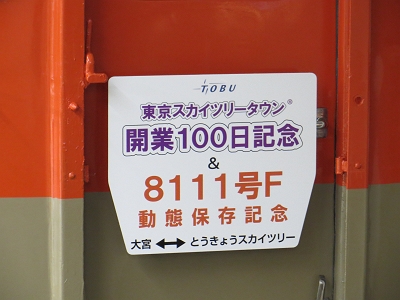 TOBU
東京スカイツリータウン®
開業100日記念
&
8111号F
動態保存記念
大宮 ⟷ とうきょうスカイツリー